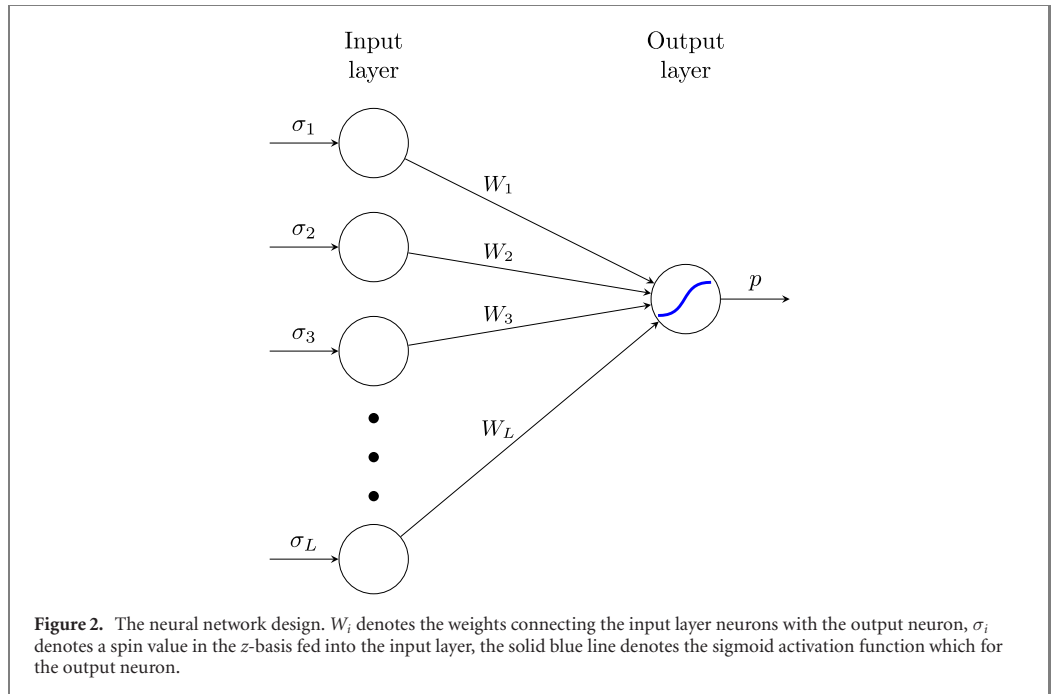 Input
layer
Output
layer
σ₁
W₁
σ₂
W₂
p
W₃
σ₃
W_L
σ_L
Figure 2. The neural network design. Wᵢ denotes the weights connecting the input layer neurons with the output neuron, σᵢ
denotes a spin value in the z-basis fed into the input layer, the solid blue line denotes the sigmoid activation function which for
the output neuron.